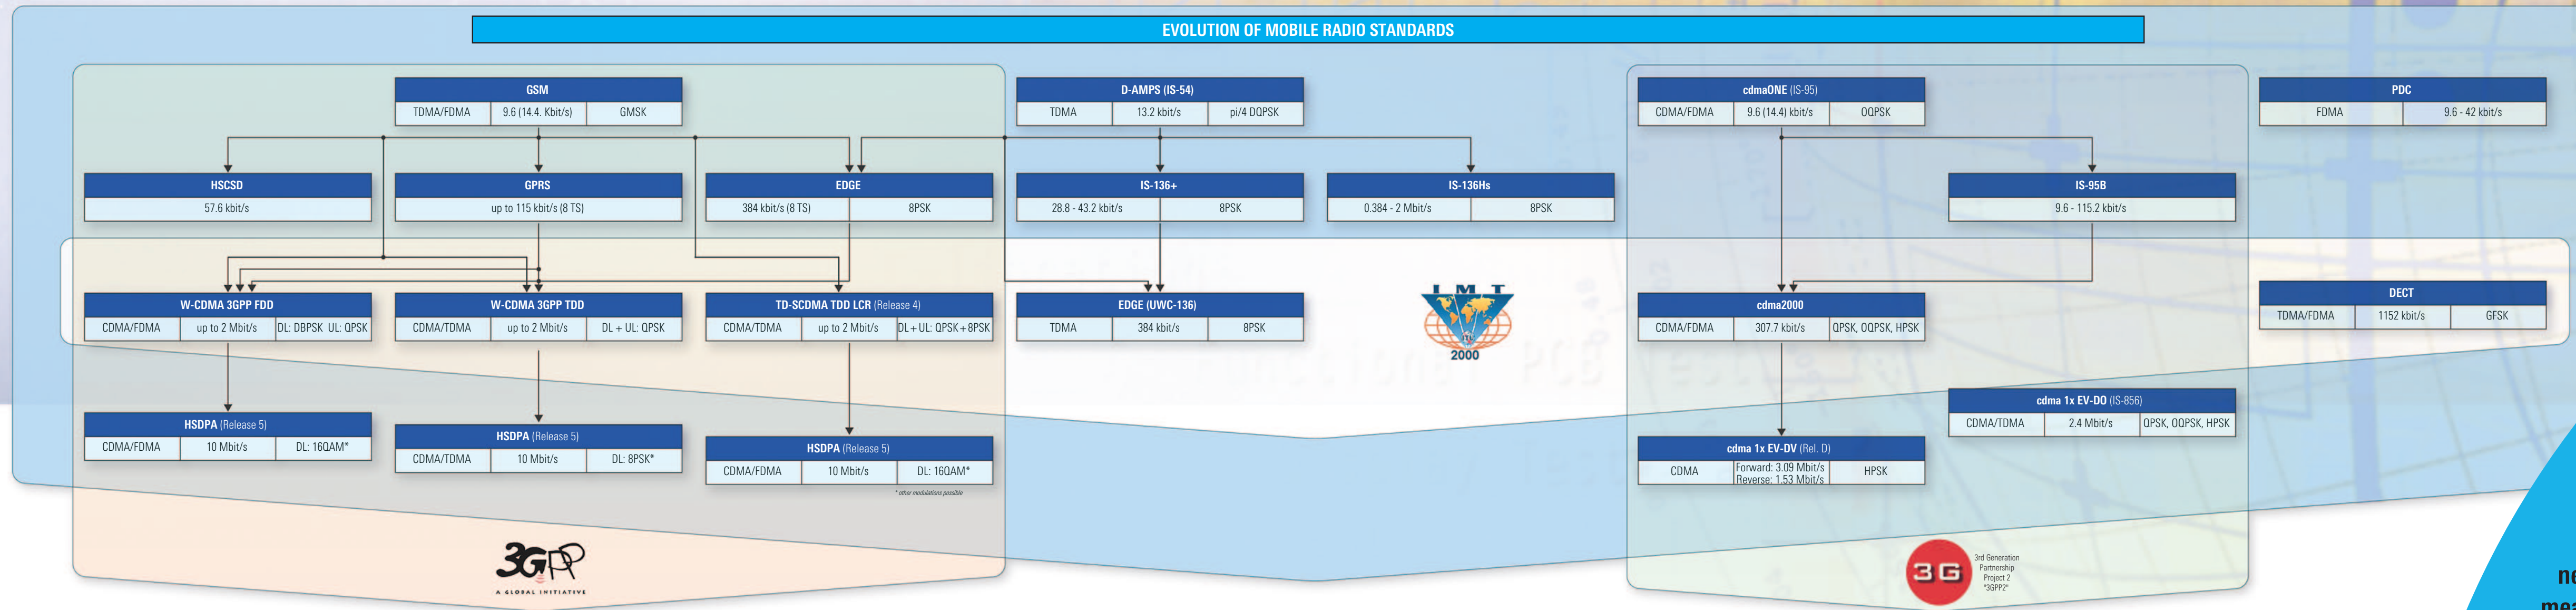 EVOLUTION OF MOBILE RADIO STANDARDS
GSM
TDMA/FDMA 9.6 (14.4. Kbit/s) GMSK
D-AMPS (IS-54)
TDMA 13.2 kbit/s pi/4 DQPSK
cdmaONE (IS-95)
CDMA/FDMA 9.6 (14.4) kbit/s OQPSK
PDC
FDMA 9.6 - 42 kbit/s
HSCSD
57.6 kbit/s
GPRS
up to 115 kbit/s (8 TS)
EDGE
384 kbit/s (8 TS) 8PSK
IS-136+
28.8 - 43.2 kbit/s 8PSK
IS-136Hs
0.384 - 2 Mbit/s 8PSK
IS-95B
9.6 - 115.2 kbit/s
W-CDMA 3GPP FDD
CDMA/FDMA up to 2 Mbit/s DL: DBPSK UL: QPSK
W-CDMA 3GPP TDD
CDMA/TDMA up to 2 Mbit/s DL + UL: QPSK
TD-SCDMA TDD LCR (Release 4)
CDMA/TDMA up to 2 Mbit/s DL + UL: QPSK + 8PSK
EDGE (UWC-136)
TDMA 384 kbit/s 8PSK
IMT
ITU
2000
cdma2000
CDMA/FDMA 307.7 kbit/s QPSK, OQPSK, HPSK
DECT
TDMA/FDMA 1152 kbit/s GFSK
HSDPA (Release 5)
CDMA/FDMA 10 Mbit/s DL: 16QAM*
HSDPA (Release 5)
CDMA/TDMA 10 Mbit/s DL: 8PSK*
HSDPA (Release 5)
CDMA/FDMA 10 Mbit/s DL: 16QAM*
* other modulations possible
cdma 1x EV-DO (IS-856)
CDMA/TDMA 2.4 Mbit/s QPSK, OQPSK, HPSK
cdma 1x EV-DV (Rel. D)
CDMA Forward: 3.09 Mbit/s HPSK
Reverse: 1.53 Mbit/s
3GPP
A GLOBAL INITIATIVE
3G
3rd Generation
Partnership
Project 2
"3GPP2"